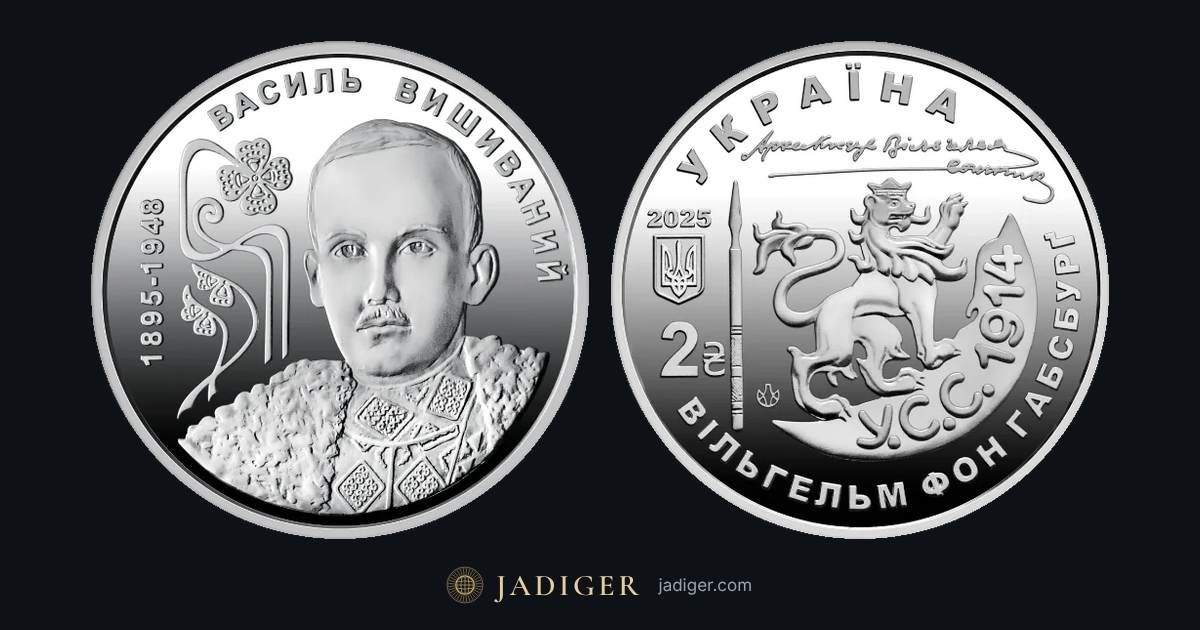 ВАСИЛЬ ВИШИВАНИЙ
1895-1948
УКРАЇНА
2025
2 ₴
У.С.С. 1914
ВІЛЬГЕЛЬМ ФОН ГАБСБУРҐ
JADIGER jadiger.com